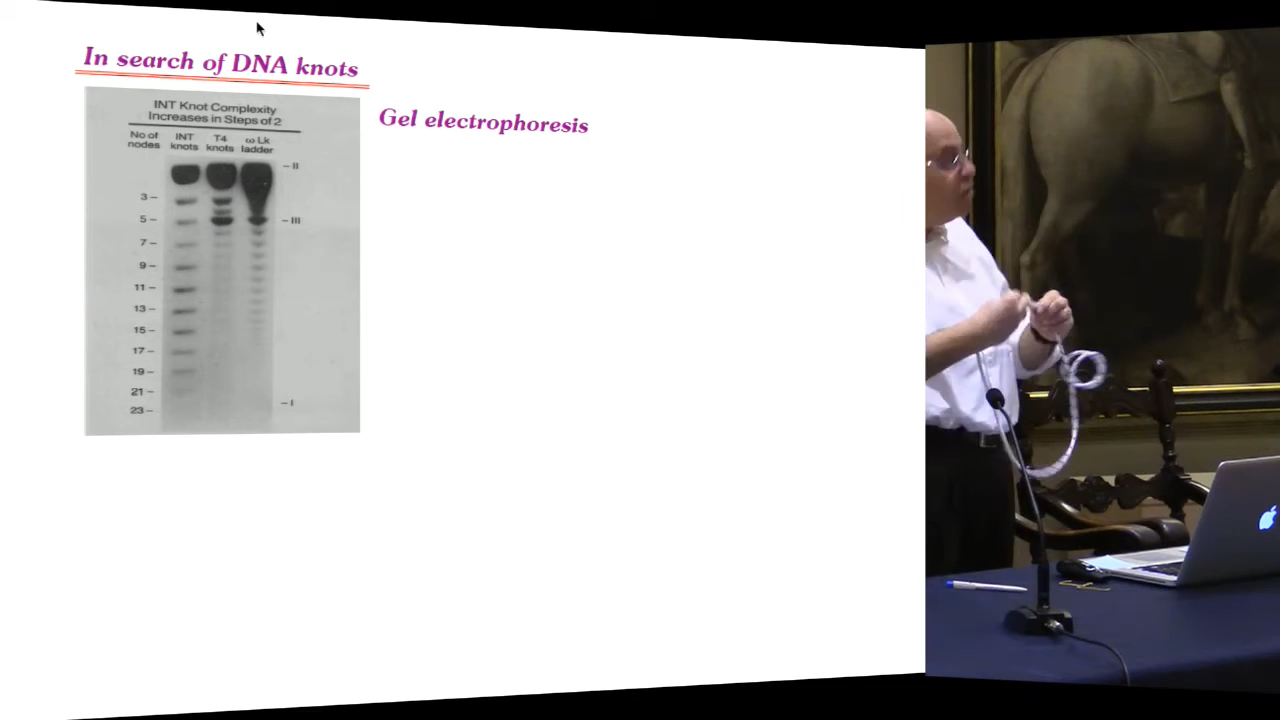 In search of DNA knots
Gel electrophoresis
INT Knot Complexity
Increases in Steps of 2
No of nodes INT knots T4 knots ω Lk ladder
II
3
5
III
7
9
11
13
15
17
19
21
I
23